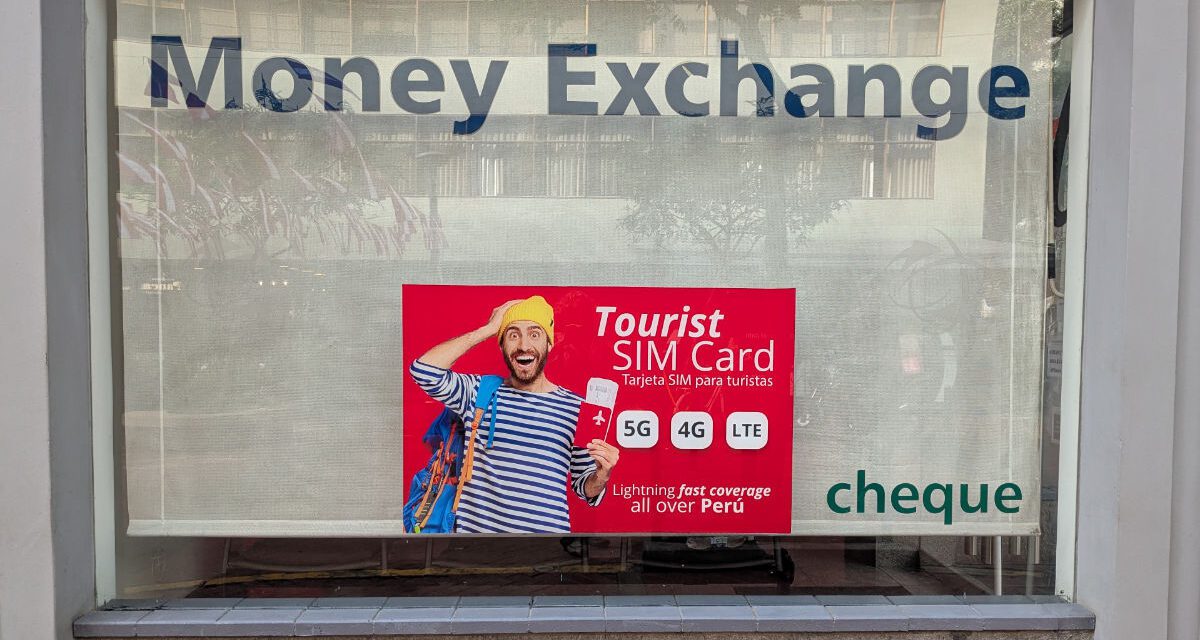 Money Exchange
Tourist
SIM Card
Tarjeta SIM para turistas
5G 4G LTE
Lightning fast coverage
all over Perú
cheque